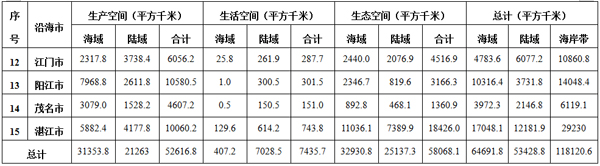 序号 沿海市 生产空间（平方千米） 生活空间（平方千米） 生态空间（平方千米） 总计（平方千米）
海域 陆域 合计 海域 陆域 合计 海域 陆域 合计 海域 陆域 海岸带
12 江门市 2317.8 3738.4 6056.2 25.8 261.9 287.7 2440.0 2076.9 4516.9 4783.6 6077.2 10860.8
13 阳江市 7968.8 2611.8 10580.5 1.0 300.5 301.5 2346.7 819.6 3166.3 10316.4 3731.8 14048.4
14 茂名市 3079.0 1528.2 4607.2 0.5 150.5 151.0 892.8 468.1 1360.9 3972.3 2146.8 6119.1
15 湛江市 5882.4 4177.8 10060.2 129.6 614.2 743.8 11036.1 7389.9 18426.0 17048.1 12181.9 29230
总计 31353.8 21263 52616.8 407.2 7028.5 7435.7 32930.8 25137.3 58068.1 64691.8 53428.8 118120.6